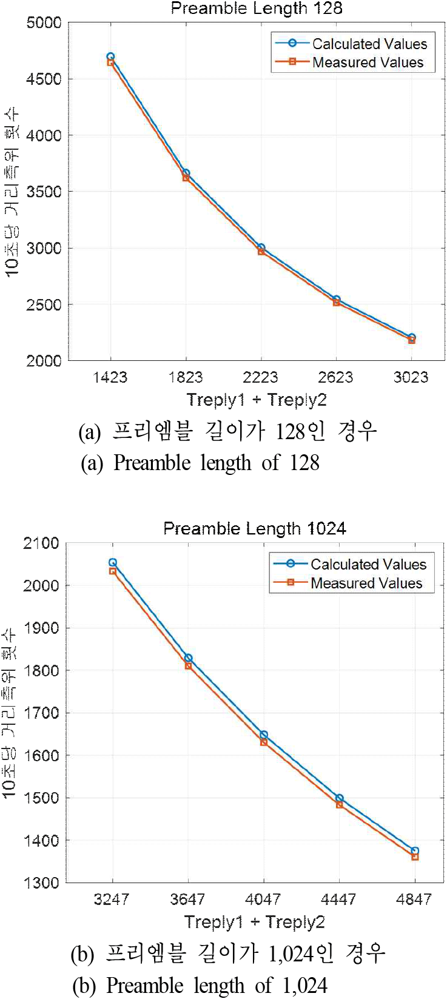 Preamble Length 128
5000
4500
4000
3500
3000
2500
2000
10초당 거리측위 횟수
Calculated Values
Measured Values
1423 1823 2223 2623 3023
Treply1 + Treply2
(a) 프리엠블 길이가 128인 경우
(a) Preamble length of 128
Preamble Length 1024
2100
2000
1900
1800
1700
1600
1500
1400
1300
10초당 거리측위 횟수
Calculated Values
Measured Values
3247 3647 4047 4447 4847
Treply1 + Treply2
(b) 프리엠블 길이가 1,024인 경우
(b) Preamble length of 1,024